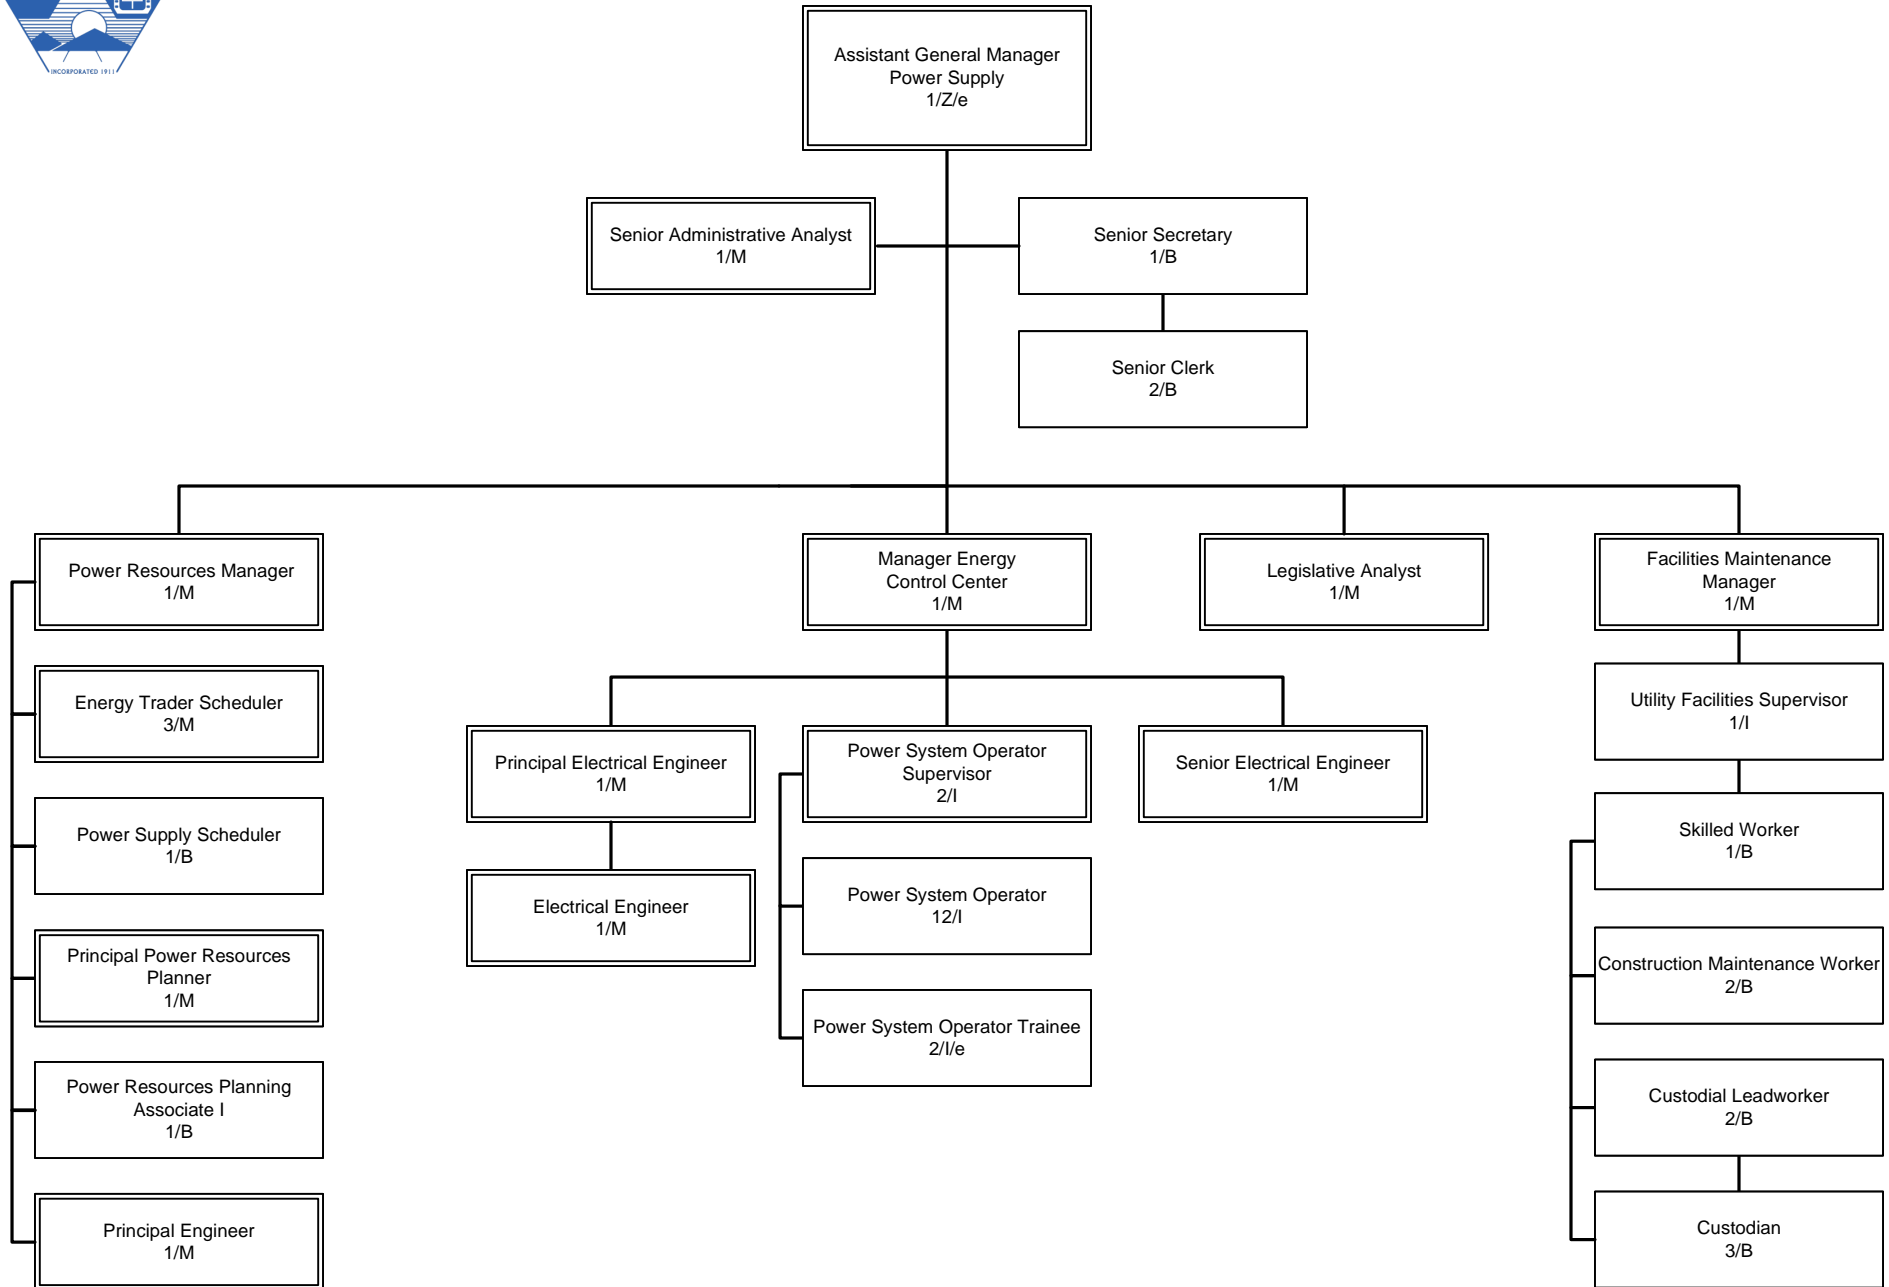 INCORPORATED 1911
Assistant General Manager
Power Supply
1/Z/e
Senior Administrative Analyst
1/M
Senior Secretary
1/B
Senior Clerk
2/B
Power Resources Manager
1/M
Energy Trader Scheduler
3/M
Power Supply Scheduler
1/B
Principal Power Resources
Planner
1/M
Power Resources Planning
Associate I
1/B
Principal Engineer
1/M
Manager Energy
Control Center
1/M
Principal Electrical Engineer
1/M
Electrical Engineer
1/M
Power System Operator
Supervisor
2/I
Power System Operator
12/I
Power System Operator Trainee
2/I/e
Senior Electrical Engineer
1/M
Legislative Analyst
1/M
Facilities Maintenance
Manager
1/M
Utility Facilities Supervisor
1/I
Skilled Worker
1/B
Construction Maintenance Worker
2/B
Custodial Leadworker
2/B
Custodian
3/B